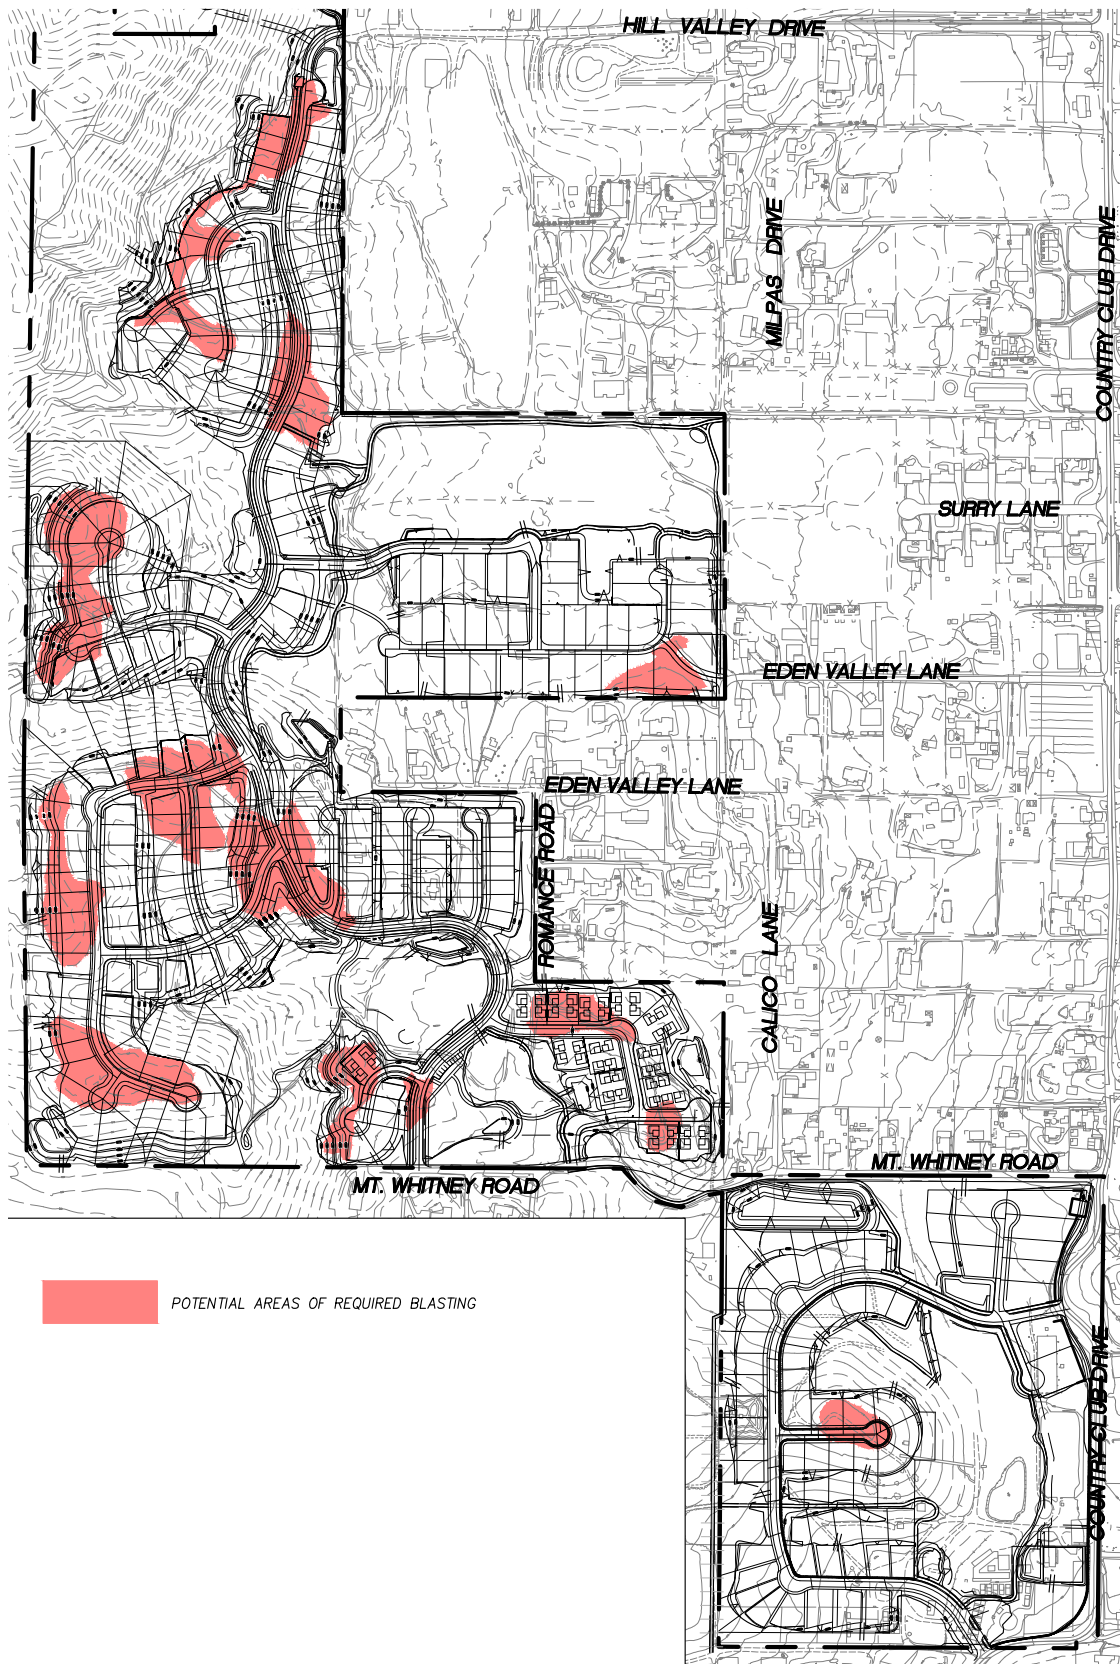 HILL VALLEY DRIVE
MILPAS DRIVE
COUNTRY CLUB DRIVE
SURRY LANE
EDEN VALLEY LANE
EDEN VALLEY LANE
ROMANCE ROAD
CALICO LANE
MT. WHITNEY ROAD
MT. WHITNEY ROAD
POTENTIAL AREAS OF REQUIRED BLASTING
COUNTRY CLUB DRIVE